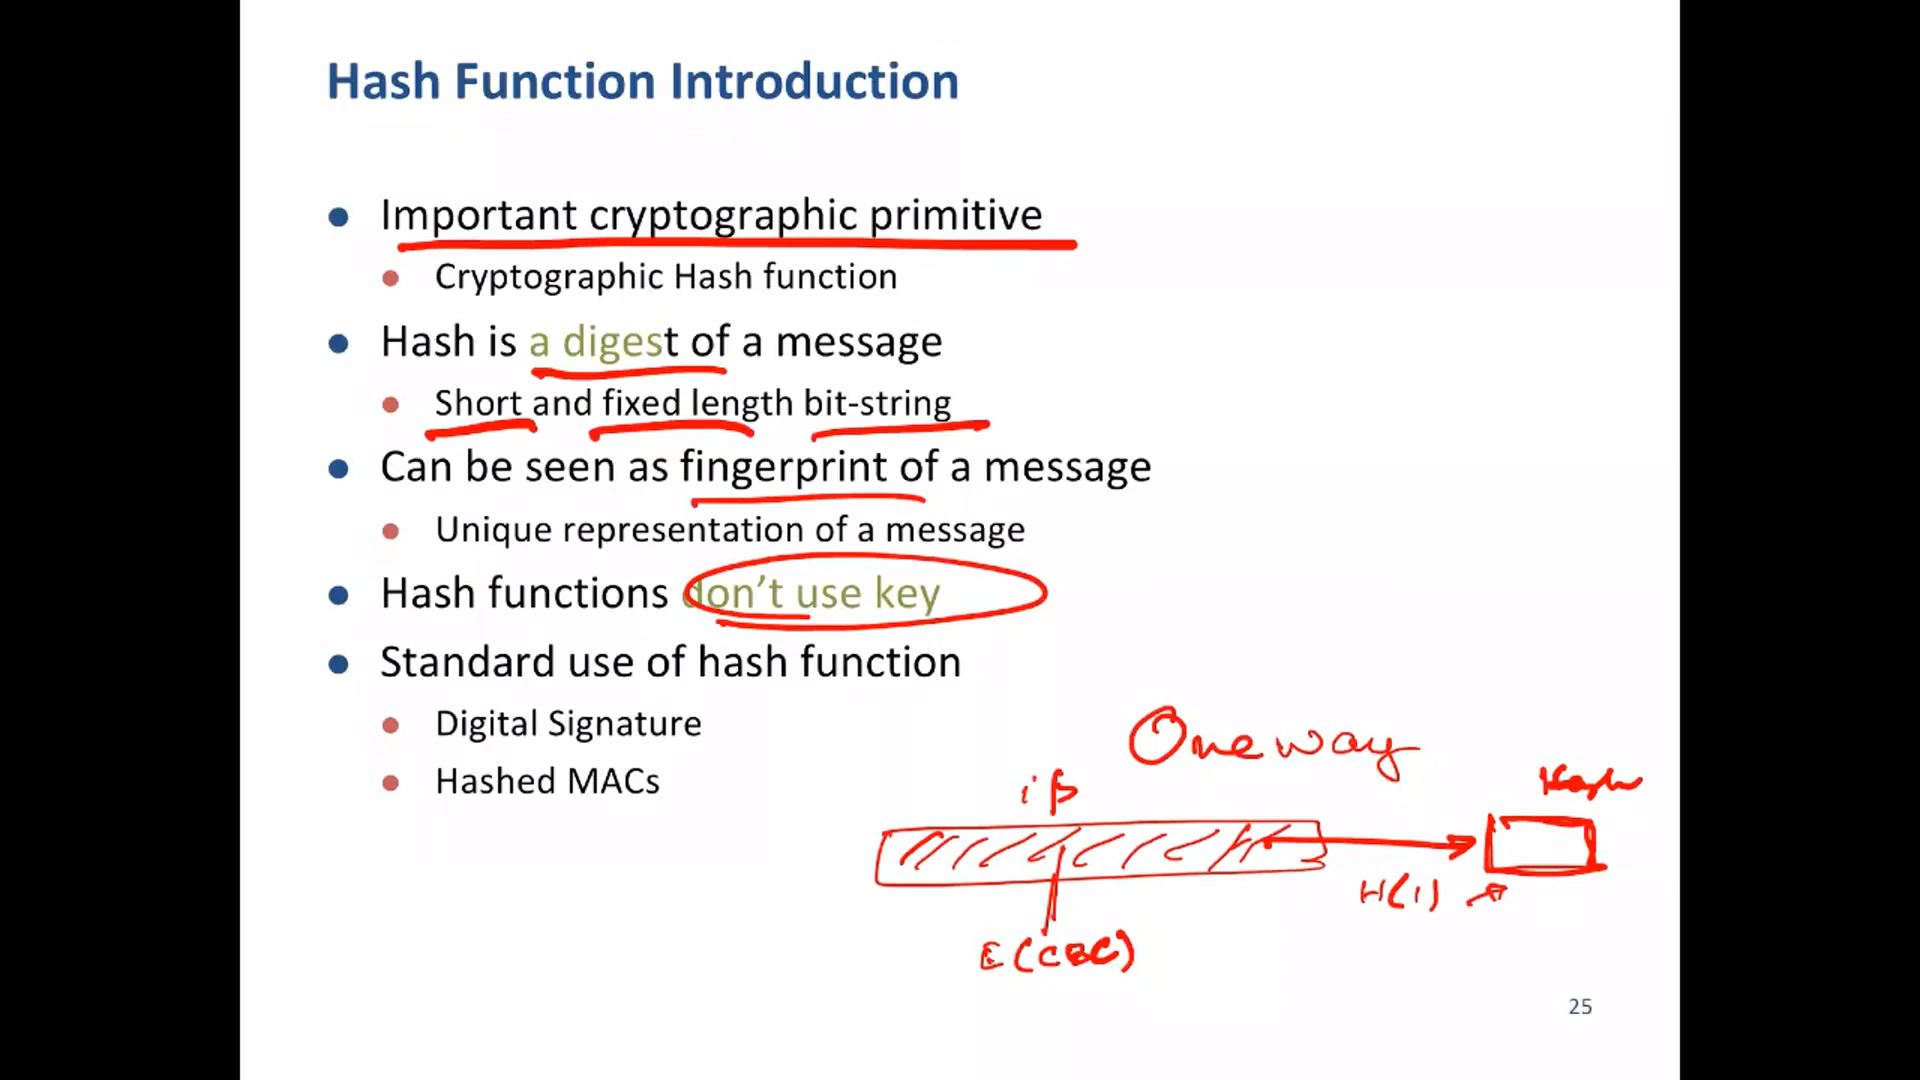 Hash Function Introduction
Important cryptographic primitive
Cryptographic Hash function
Hash is a digest of a message
Short and fixed length bit-string
Can be seen as fingerprint of a message
Unique representation of a message
Hash functions don't use key
Standard use of hash function
Digital Signature
Hashed MACs
One way
Hash
H(1)
E(CBC)
25